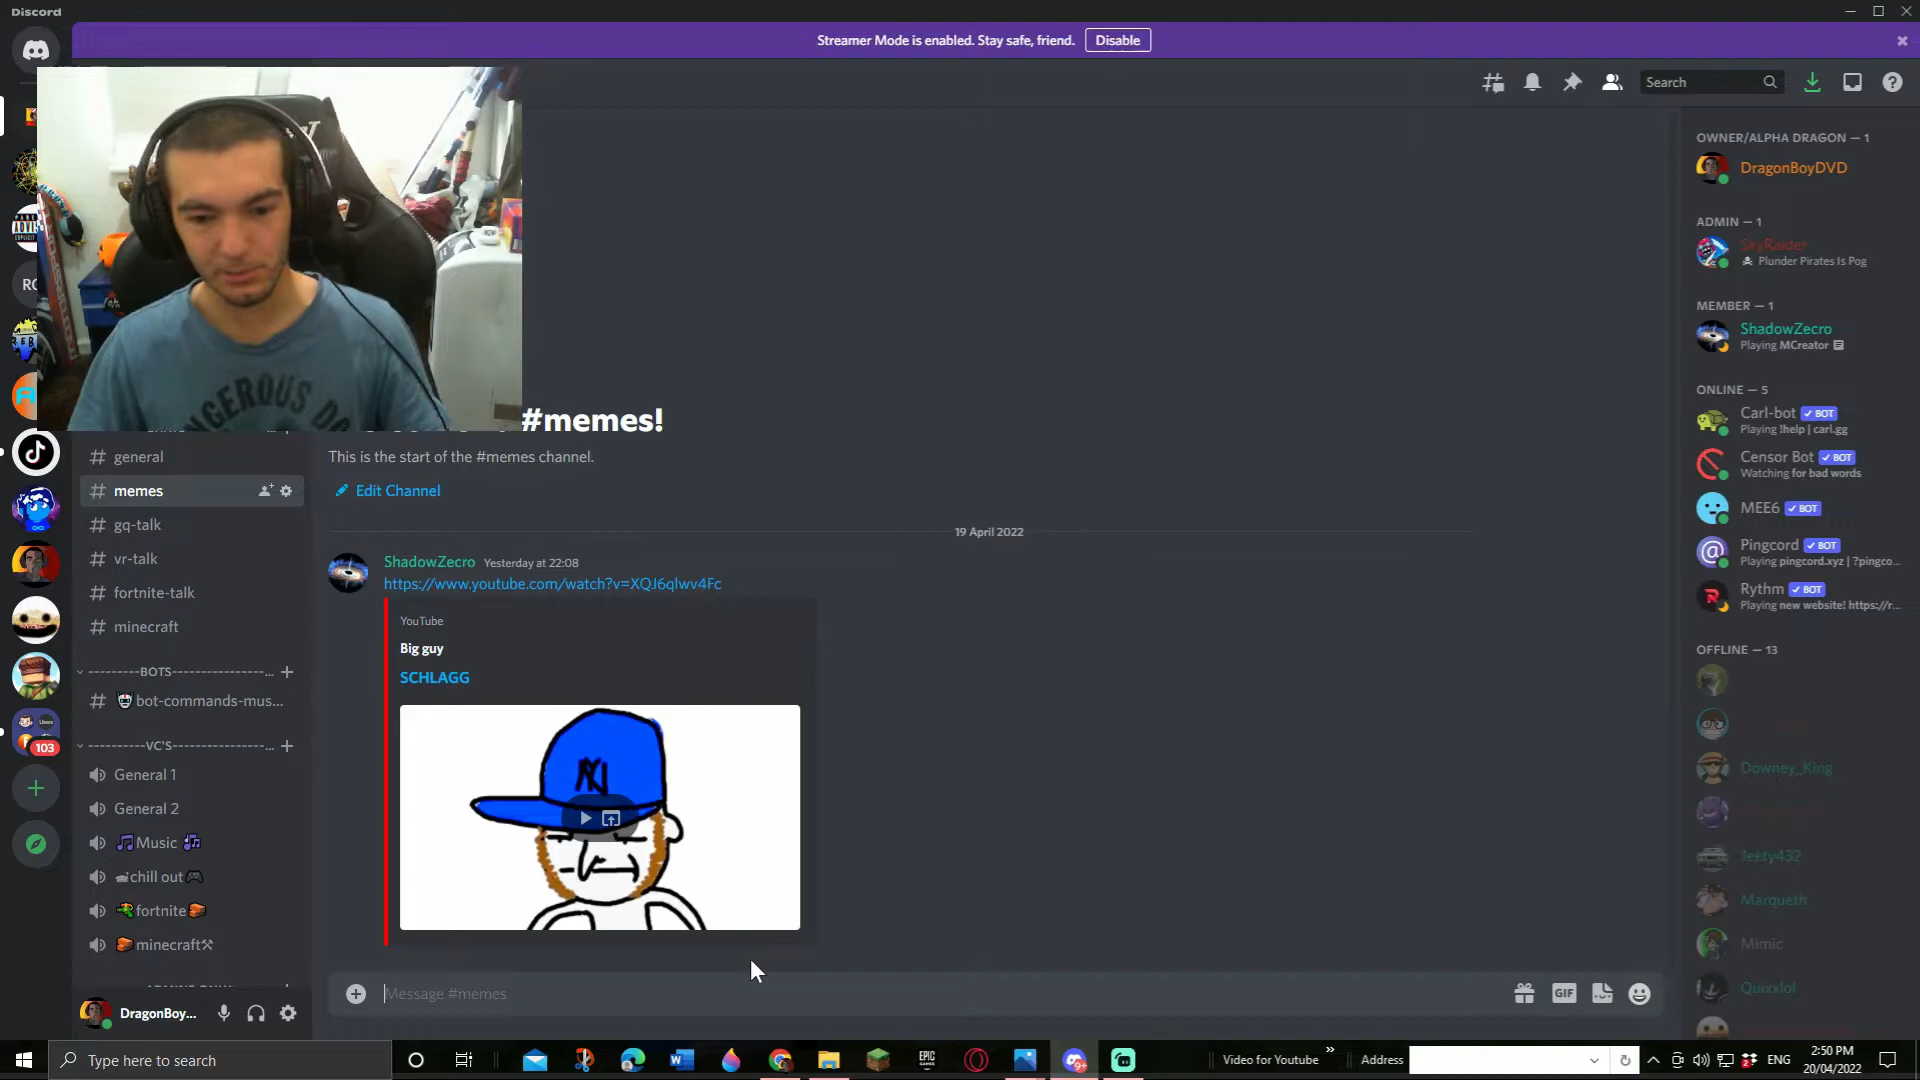 Discord
Streamer Mode is enabled. Stay safe, friend.
Disable
Search
#memes!
This is the start of the #memes channel.
Edit Channel
19 April 2022
ShadowZecro Yesterday at 22:08
https://www.youtube.com/watch?v=XQJ6qlwv4Fc
YouTube
Big guy
SCHLAGG
NY
Message #memes
GIF
general
memes
gq-talk
vr-talk
fortnite-talk
minecraft
---------BOTS----------------...
bot-commands-mus...
----------VC'S----------------...
General 1
General 2
Music
chill out
fortnite
minecraft
DragonBoy...
103
OWNER/ALPHA DRAGON — 1
DragonBoyDVD
ADMIN — 1
SkyRaider
Plunder Pirates Is Pog
MEMBER — 1
ShadowZecro
Playing MCreator
ONLINE — 5
Carl-bot BOT
Playing !help | carl.gg
Censor Bot BOT
Watching for bad words
MEE6 BOT
Pingcord BOT
Playing pingcord.xyz | ?pingco...
Rythm BOT
Playing new website! https://r...
OFFLINE — 13
Downey_King
Jeety432
Marqueth
Mimic
Quixxlol
Type here to search
Video for Youtube
Address
ENG
2:50 PM
20/04/2022